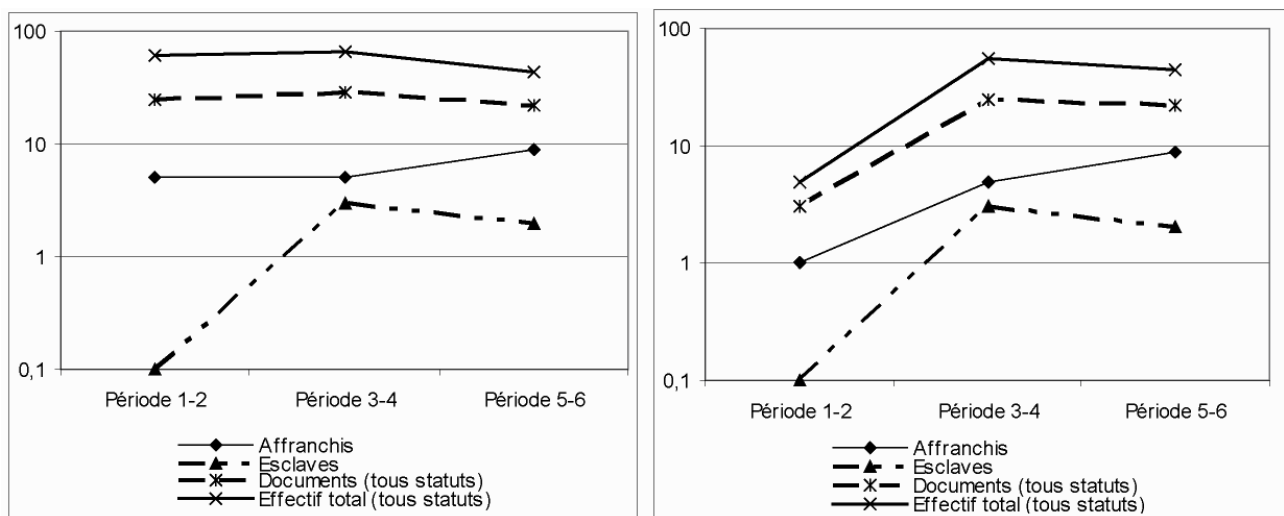 100
10
1
0,1
Période 1-2 Période 3-4 Période 5-6
Affranchis
Esclaves
Documents (tous statuts)
Effectif total (tous statuts)
100
10
1
0,1
Période 1-2 Période 3-4 Période 5-6
Affranchis
Esclaves
Documents (tous statuts)
Effectif total (tous statuts)